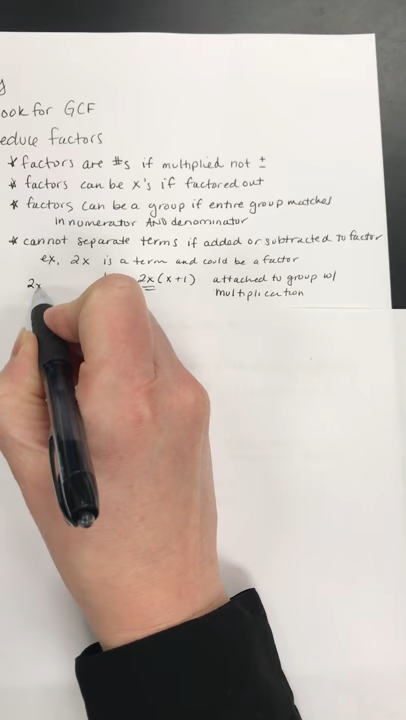 ook for GCF
educe factors
* factors are #s if multiplied not ±
* factors can be x's if factored out
* factors can be a group if entire group matches
in numerator AND denominator
* cannot separate terms if added or subtracted to factor
ex, 2x is a term and could be a factor
2x(x+1) attached to group w/
multiplication
2x